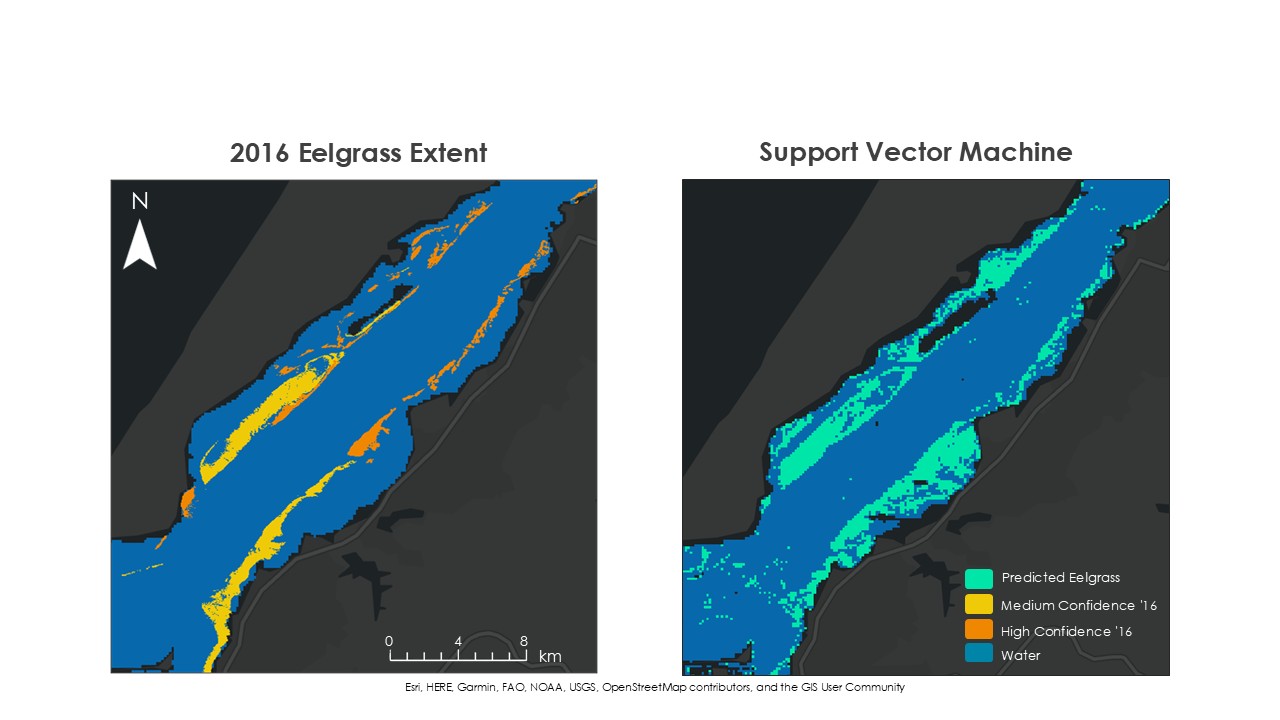 2016 Eelgrass Extent
Support Vector Machine
N
0 4 8
km
Predicted Eelgrass
Medium Confidence '16
High Confidence '16
Water
Esri, HERE, Garmin, FAO, NOAA, USGS, OpenStreetMap contributors, and the GIS User Community